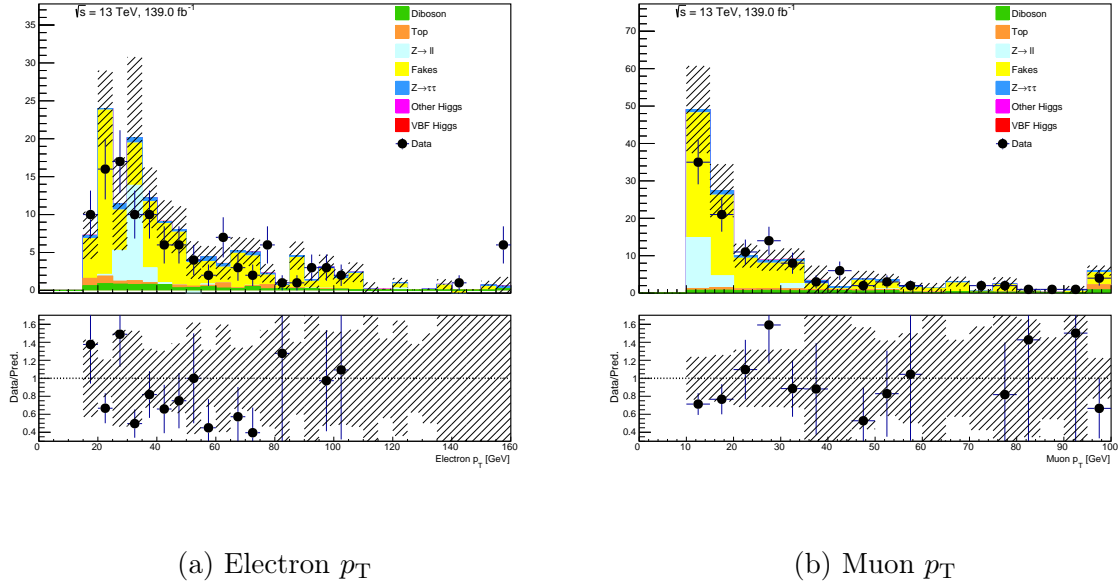 √s = 13 TeV, 139.0 fb⁻¹
Diboson
Top
Z→ ll
Fakes
Z→ττ
Other Higgs
VBF Higgs
Data
35
30
25
20
15
10
5
0
1.6
1.4
1.2
1
0.8
0.6
0.4
Data/Pred.
0 20 40 60 80 100 120 140 160
Electron p_T [GeV]
√s = 13 TeV, 139.0 fb⁻¹
Diboson
Top
Z→ ll
Fakes
Z→ττ
Other Higgs
VBF Higgs
Data
70
60
50
40
30
20
10
0
1.6
1.4
1.2
1
0.8
0.6
0.4
Data/Pred.
0 10 20 30 40 50 60 70 80 90 100
Muon p_T [GeV]
(a) Electron p_T
(b) Muon p_T